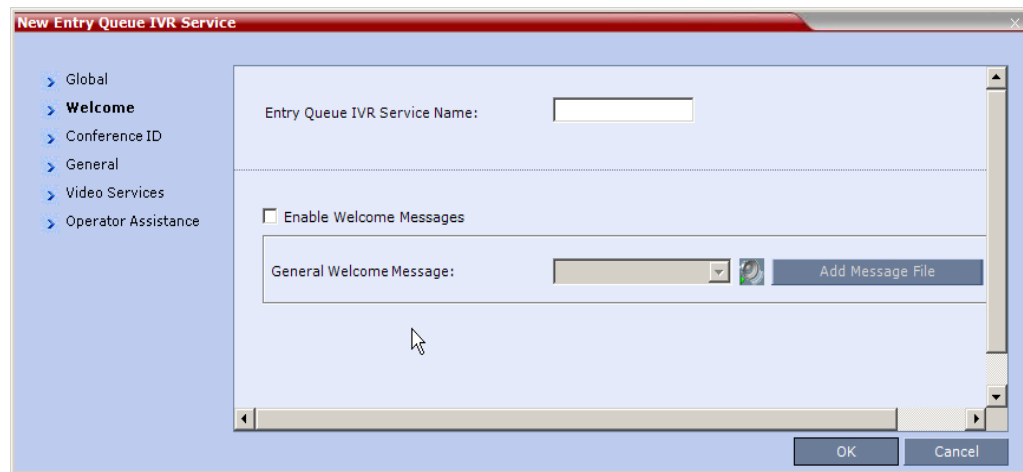 New Entry Queue IVR Service
Global
Welcome
Conference ID
General
Video Services
Operator Assistance
Entry Queue IVR Service Name:
Enable Welcome Messages
General Welcome Message:
Add Message File
OK
Cancel